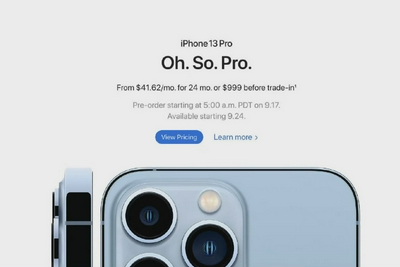 iPhone 13 Pro
Oh. So. Pro.
From $41.62/mo. for 24 mo. or $999 before trade-in¹
Pre-order starting at 5:00 a.m. PDT on 9.17.
Available starting 9.24.
View Pricing
Learn more >